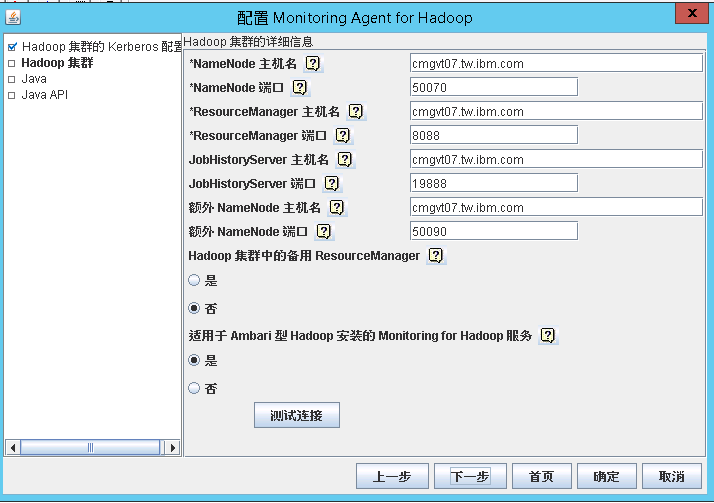 配置 Monitoring Agent for Hadoop
Hadoop 集群的 Kerberos 配置
Hadoop 集群
Java
Java API
Hadoop 集群的详细信息
*NameNode 主机名 ? cmgvt07.tw.ibm.com
*NameNode 端口 ? 50070
*ResourceManager 主机名 ? cmgvt07.tw.ibm.com
*ResourceManager 端口 ? 8088
JobHistoryServer 主机名 ? cmgvt07.tw.ibm.com
JobHistoryServer 端口 ? 19888
额外 NameNode 主机名 ? cmgvt07.tw.ibm.com
额外 NameNode 端口 ? 50090
Hadoop 集群中的备用 ResourceManager ?
是
否
适用于 Ambari 型 Hadoop 安装的 Monitoring for Hadoop 服务 ?
是
否
测试连接
上一步 下一步 首页 确定 取消